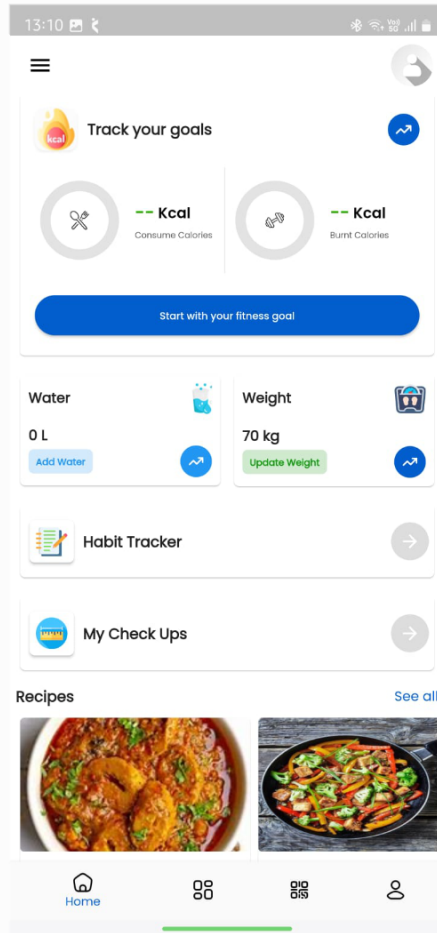 13:10
kcal
Track your goals
-- Kcal
Consume Calories
-- Kcal
Burnt Calories
Start with your fitness goal
Water
0 L
Add Water
Weight
70 kg
Update Weight
Habit Tracker
My Check Ups
Recipes
See all
Home